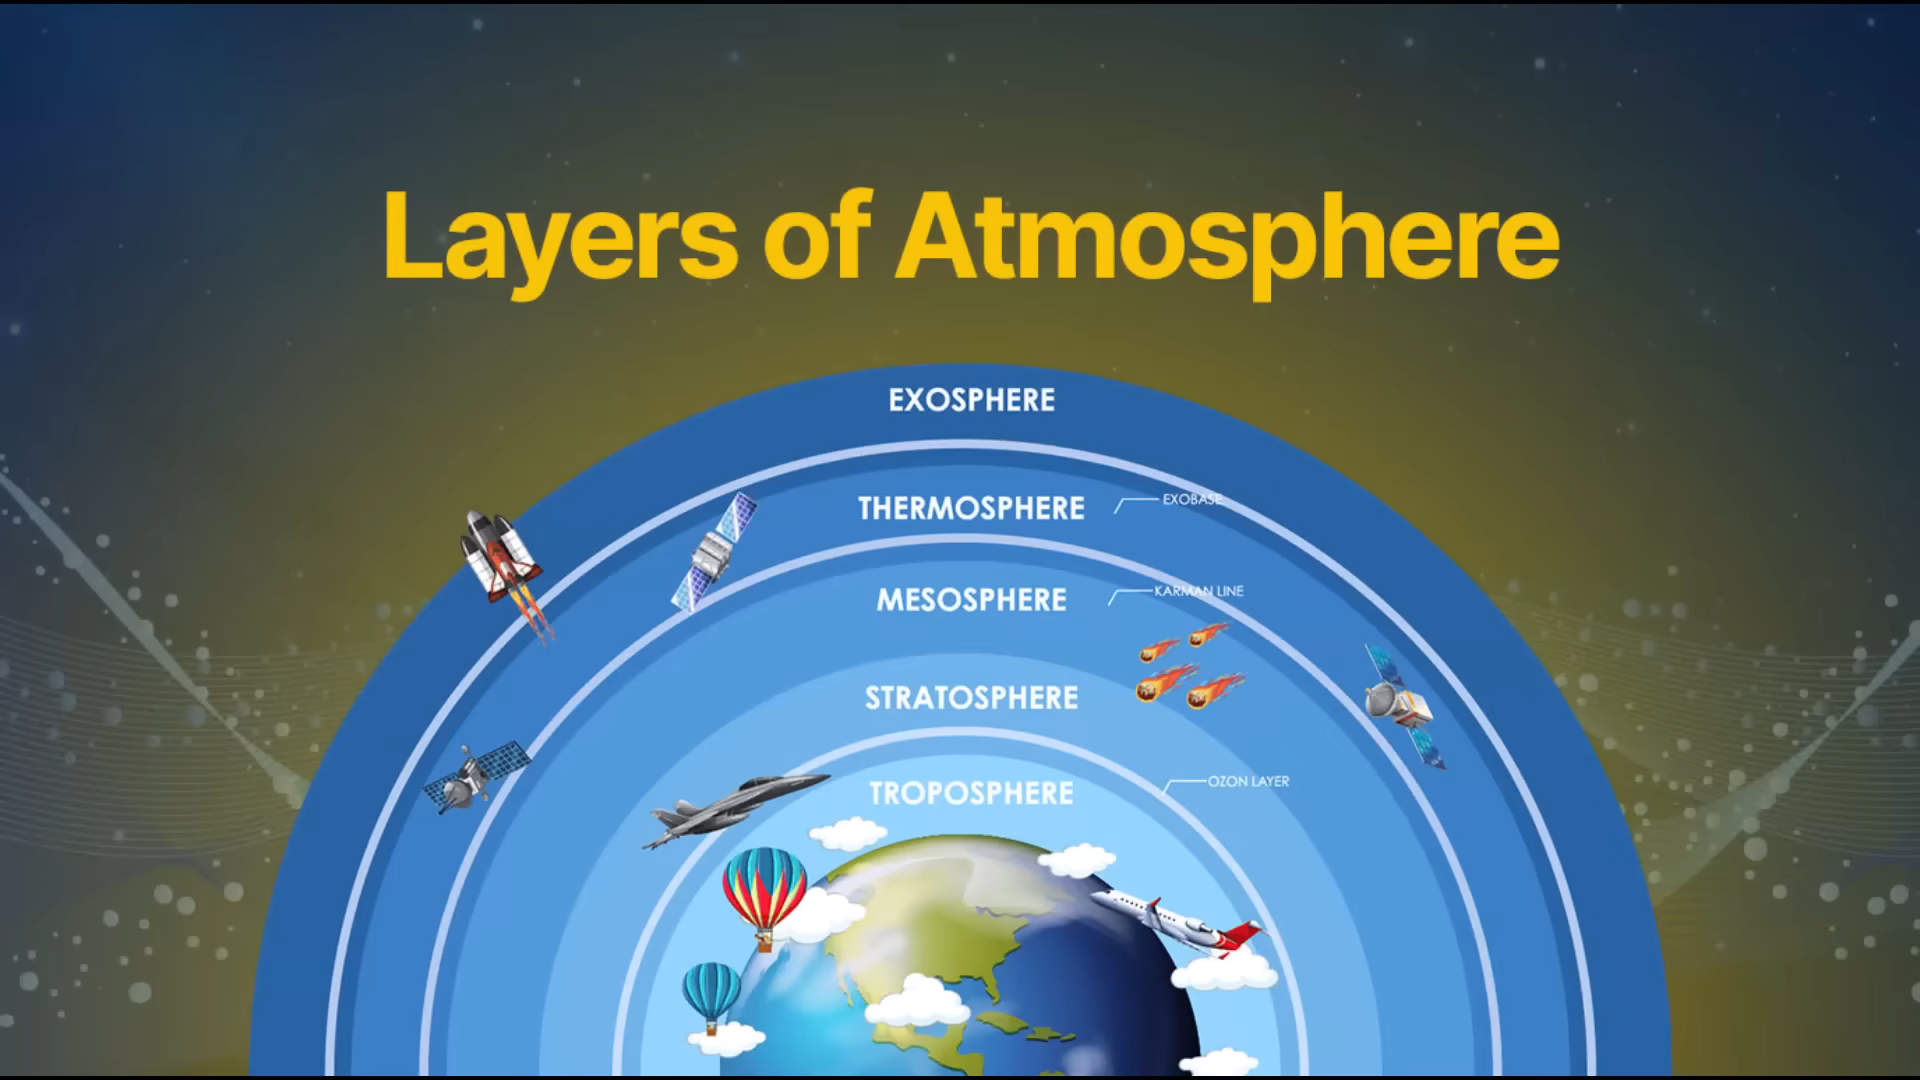 Layers of Atmosphere
EXOSPHERE
THERMOSPHERE
EXOBASE
MESOSPHERE
KARMAN LINE
STRATOSPHERE
TROPOSPHERE
OZON LAYER